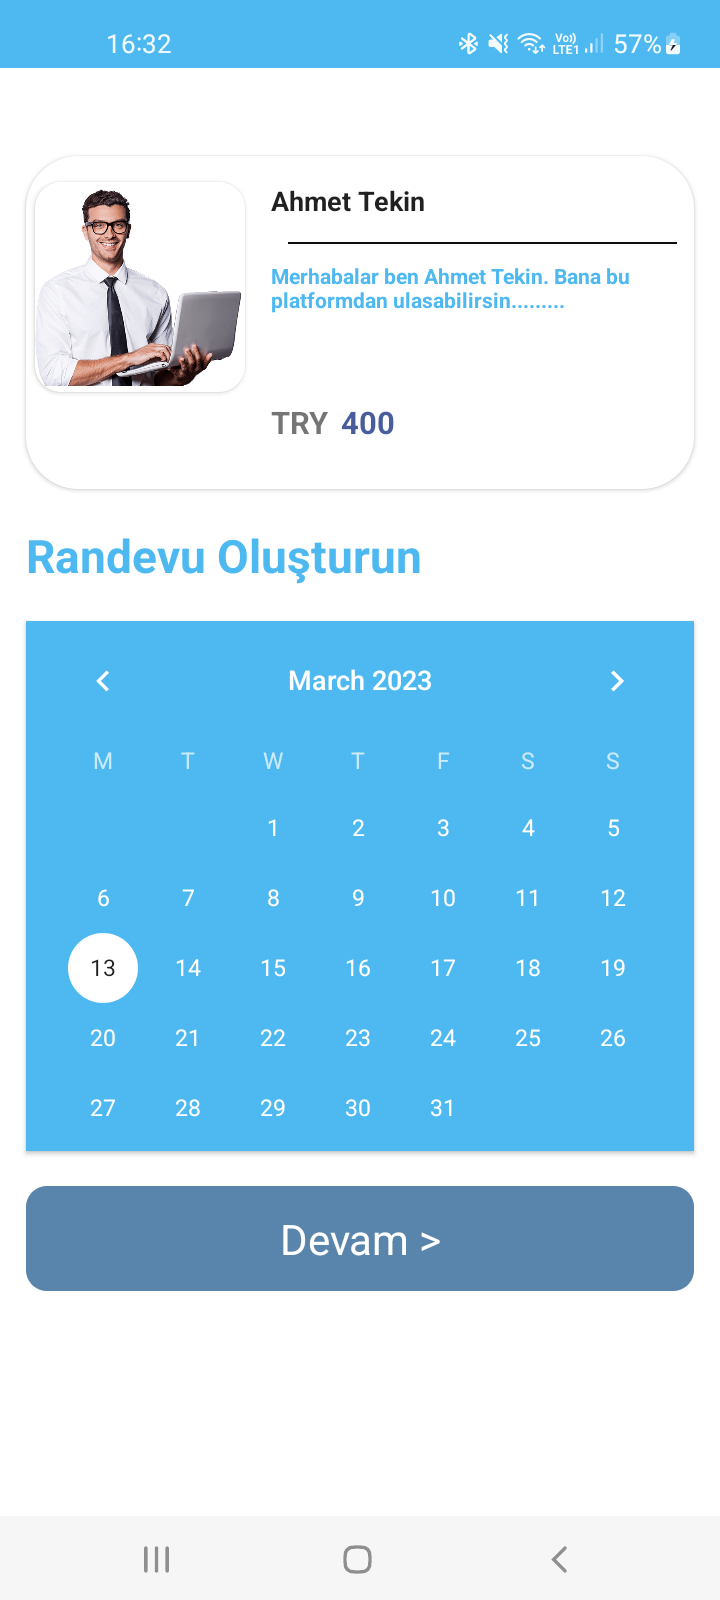 16:32
Vo)) LTE1 57%
Ahmet Tekin
Merhabalar ben Ahmet Tekin. Bana bu
platformdan ulasabilirsin.........
TRY 400
Randevu Oluşturun
March 2023
M T W T F S S
1 2 3 4 5
6 7 8 9 10 11 12
13 14 15 16 17 18 19
20 21 22 23 24 25 26
27 28 29 30 31
Devam >